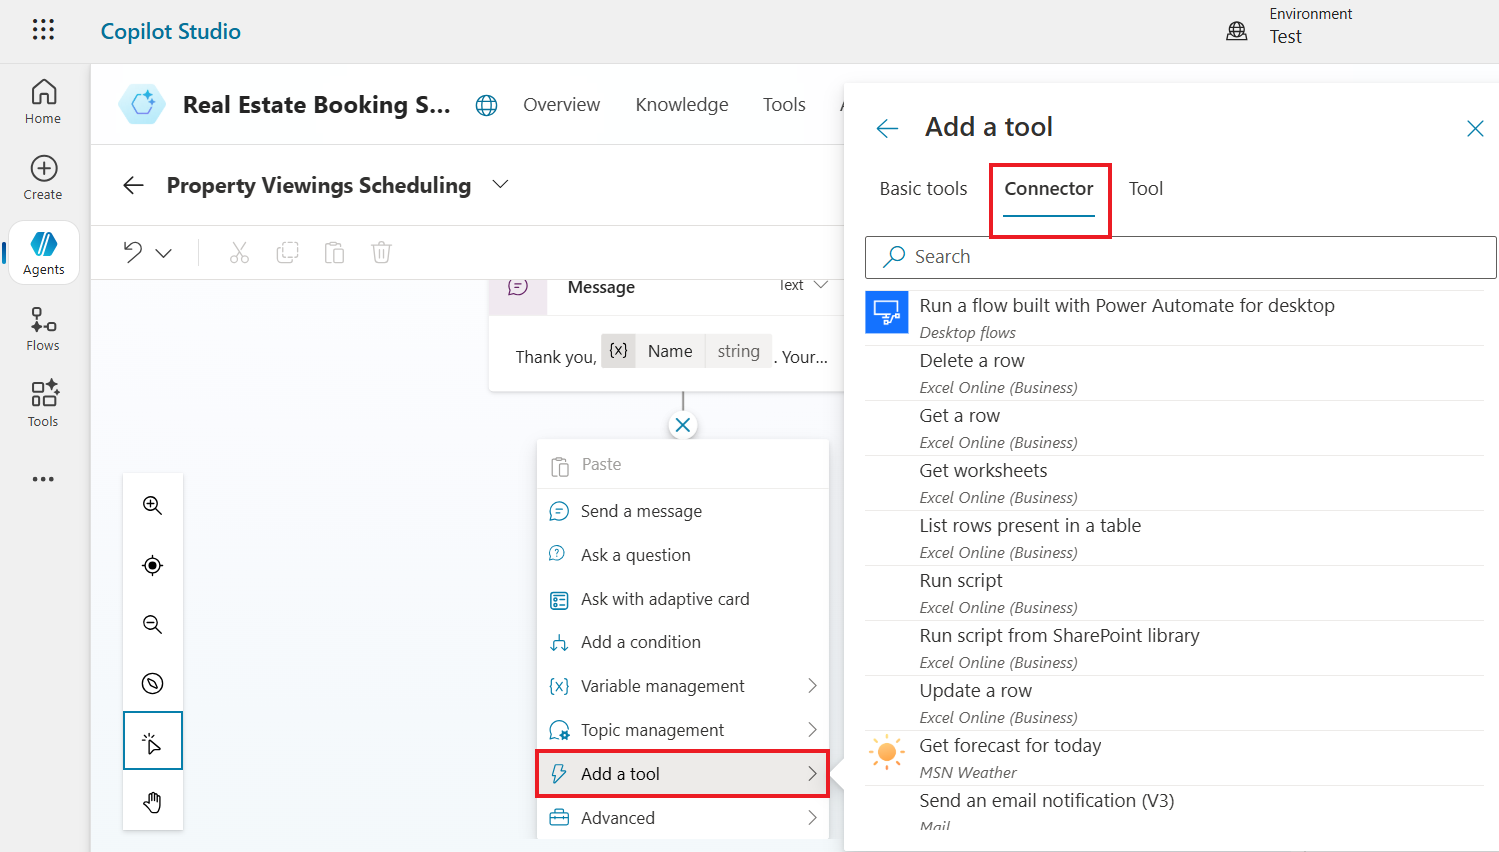 Copilot Studio
Environment
Test
Home
Create
Agents
Flows
Tools
Real Estate Booking S...
Overview
Knowledge
Tools
Property Viewings Scheduling
Message
Text
Thank you, {x} Name string . Your...
Paste
Send a message
Ask a question
Ask with adaptive card
Add a condition
{x} Variable management
Topic management
Add a tool
Advanced
Add a tool
Basic tools
Connector
Tool
Search
Run a flow built with Power Automate for desktop
Desktop flows
Delete a row
Excel Online (Business)
Get a row
Excel Online (Business)
Get worksheets
Excel Online (Business)
List rows present in a table
Excel Online (Business)
Run script
Excel Online (Business)
Run script from SharePoint library
Excel Online (Business)
Update a row
Excel Online (Business)
Get forecast for today
MSN Weather
Send an email notification (V3)
Mail